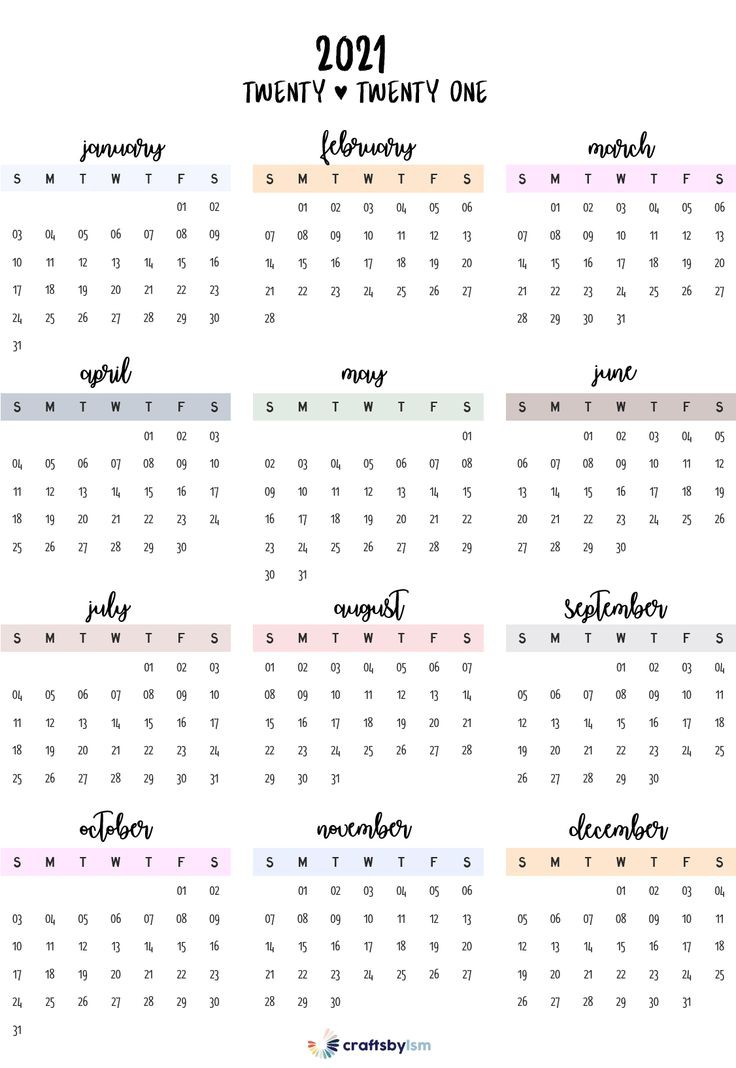 2021
TWENTY ♥ TWENTY ONE
january
S M T W T F S
01 02
03 04 05 06 07 08 09
10 11 12 13 14 15 16
17 18 19 20 21 22 23
24 25 26 27 28 29 30
31
february
S M T W T F S
01 02 03 04 05 06
07 08 09 10 11 12 13
14 15 16 17 18 19 20
21 22 23 24 25 26 27
28
march
S M T W T F S
01 02 03 04 05 06
07 08 09 10 11 12 13
14 15 16 17 18 19 20
21 22 23 24 25 26 27
28 29 30 31
april
S M T W T F S
01 02 03
04 05 06 07 08 09 10
11 12 13 14 15 16 17
18 19 20 21 22 23 24
25 26 27 28 29 30
may
S M T W T F S
01
02 03 04 05 06 07 08
09 10 11 12 13 14 15
16 17 18 19 20 21 22
23 24 25 26 27 28 29
30 31
june
S M T W T F S
01 02 03 04 05
06 07 08 09 10 11 12
13 14 15 16 17 18 19
20 21 22 23 24 25 26
27 28 29 30
july
S M T W T F S
01 02 03
04 05 06 07 08 09 10
11 12 13 14 15 16 17
18 19 20 21 22 23 24
25 26 27 28 29 30 31
august
S M T W T F S
01 02 03 04 05 06 07
08 09 10 11 12 13 14
15 16 17 18 19 20 21
22 23 24 25 26 27 28
29 30 31
september
S M T W T F S
01 02 03 04
05 06 07 08 09 10 11
12 13 14 15 16 17 18
19 20 21 22 23 24 25
26 27 28 29 30
october
S M T W T F S
01 02
03 04 05 06 07 08 09
10 11 12 13 14 15 16
17 18 19 20 21 22 23
24 25 26 27 28 29 30
31
november
S M T W T F S
01 02 03 04 05 06
07 08 09 10 11 12 13
14 15 16 17 18 19 20
21 22 23 24 25 26 27
28 29 30
december
S M T W T F S
01 02 03 04
05 06 07 08 09 10 11
12 13 14 15 16 17 18
19 20 21 22 23 24 25
26 27 28 29 30 31
craftsbylsm